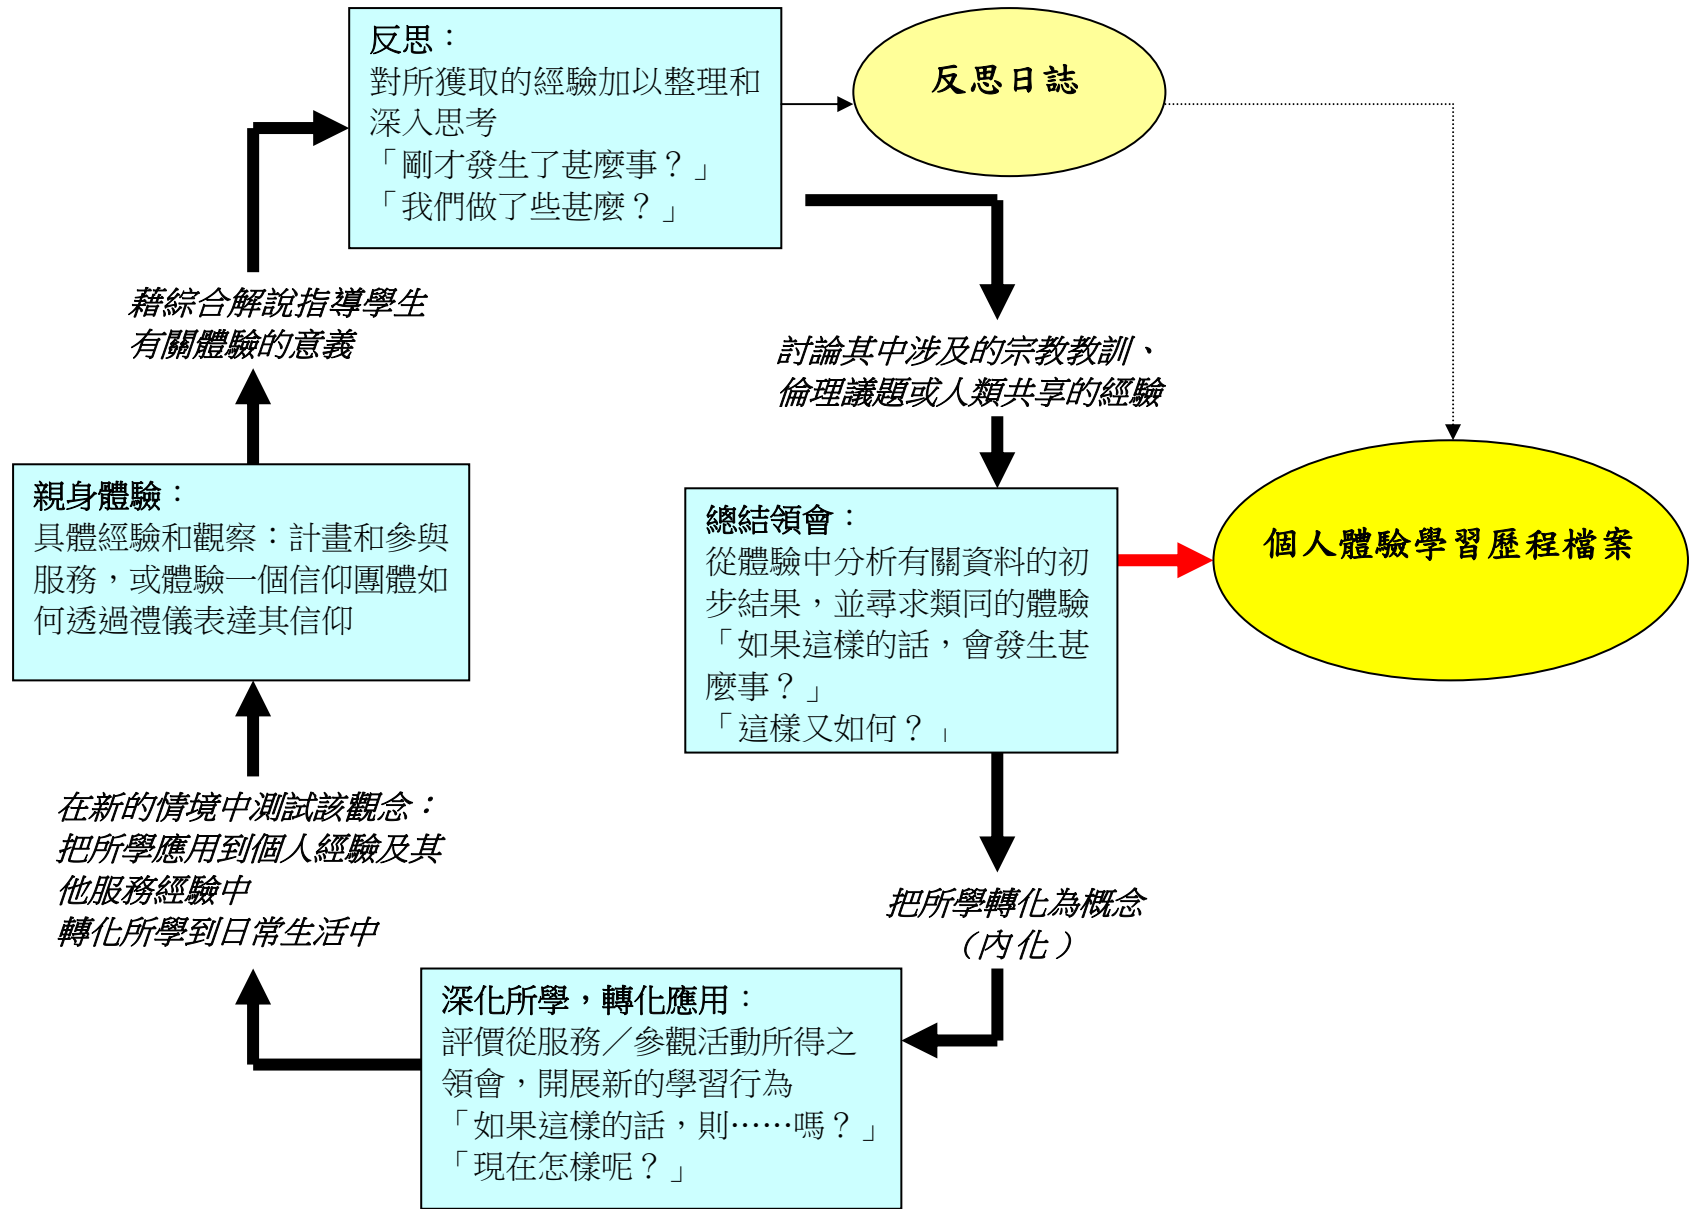 反思：
對所獲取的經驗加以整理和
深入思考
「剛才發生了甚麼事？」
「我們做了些甚麼？」
反思日誌
藉綜合解說指導學生
有關體驗的意義
討論其中涉及的宗教教訓、
倫理議題或人類共享的經驗
親身體驗：
具體經驗和觀察：計畫和參與
服務，或體驗一個信仰團體如
何透過禮儀表達其信仰
總結領會：
從體驗中分析有關資料的初
步結果，並尋求類同的體驗
「如果這樣的話，會發生甚
麼事？」
「這樣又如何？」
個人體驗學習歷程檔案
在新的情境中測試該觀念：
把所學應用到個人經驗及其
他服務經驗中
轉化所學到日常生活中
把所學轉化為概念
（內化）
深化所學，轉化應用：
評價從服務／參觀活動所得之
領會，開展新的學習行為
「如果這樣的話，則……嗎？」
「現在怎樣呢？」